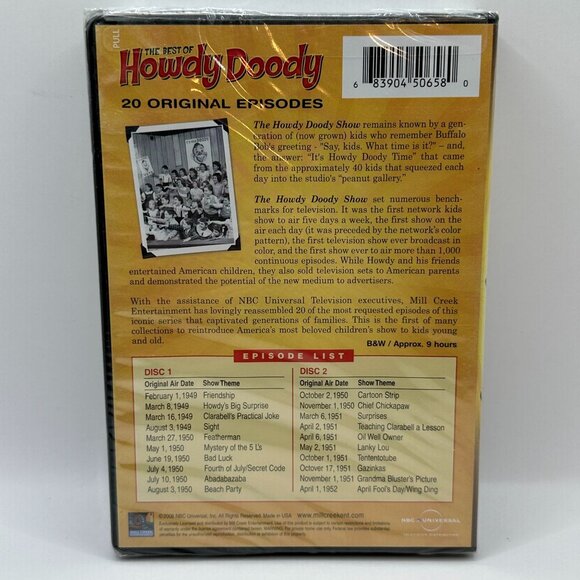 PULL
THE BEST OF
Howdy Doody
20 ORIGINAL EPISODES
6 83904 50658 0
The Howdy Doody Show remains known by a gen-
eration of (now grown) kids who remember Buffalo
Bob's greeting - "Say, kids. What time is it?" – and,
the answer: "It's Howdy Doody Time" that came
from the approximately 40 kids that squeezed each
day into the studio's "peanut gallery."
The Howdy Doody Show set numerous bench-
marks for television. It was the first network kids
show to air five days a week, the first show on the
air each day (it was preceded by the network's color
pattern), the first television show ever broadcast in
color, and the first show ever to air more than 1,000
continuous episodes. While Howdy and his friends
entertained American children, they also sold television sets to American parents
and demonstrated the potential of the new medium to advertisers.
With the assistance of NBC Universal Television executives, Mill Creek
Entertainment has lovingly reassembled 20 of the most requested episodes of this
iconic series that captivated generations of families. This is the first of many
collections to reintroduce America's most beloved children's show to kids young
and old.
B&W / Approx. 9 hours
EPISODE LIST
DISC 1
Original Air Date Show Theme
February 1, 1949 Friendship
March 8, 1949 Howdy's Big Surprise
March 16, 1949 Clarabell's Practical Joke
August 3, 1949 Sight
March 27, 1950 Featherman
May 1, 1950 Mystery of the 5 L's
June 19, 1950 Bad Luck
July 4, 1950 Fourth of July/Secret Code
July 10, 1950 Abadabazaba
August 3, 1950 Beach Party
DISC 2
Original Air Date Show Theme
October 2, 1950 Cartoon Strip
November 1, 1950 Chief Chickapaw
March 6, 1951 Surprises
April 2, 1951 Teaching Clarabell a Lesson
April 6, 1951 Oil Well Owner
May 2, 1951 Lanky Lou
October 1, 1951 Tententotube
Octover 17, 1951 Gazinkas
November 1, 1951 Grandma Bluster's Picture
April 1, 1952 April Fool's Day/Wing Ding
NBC Universal, Inc. All Rights Reserved. Made in USA
www.millcreekent.com
NBC UNIVERSAL